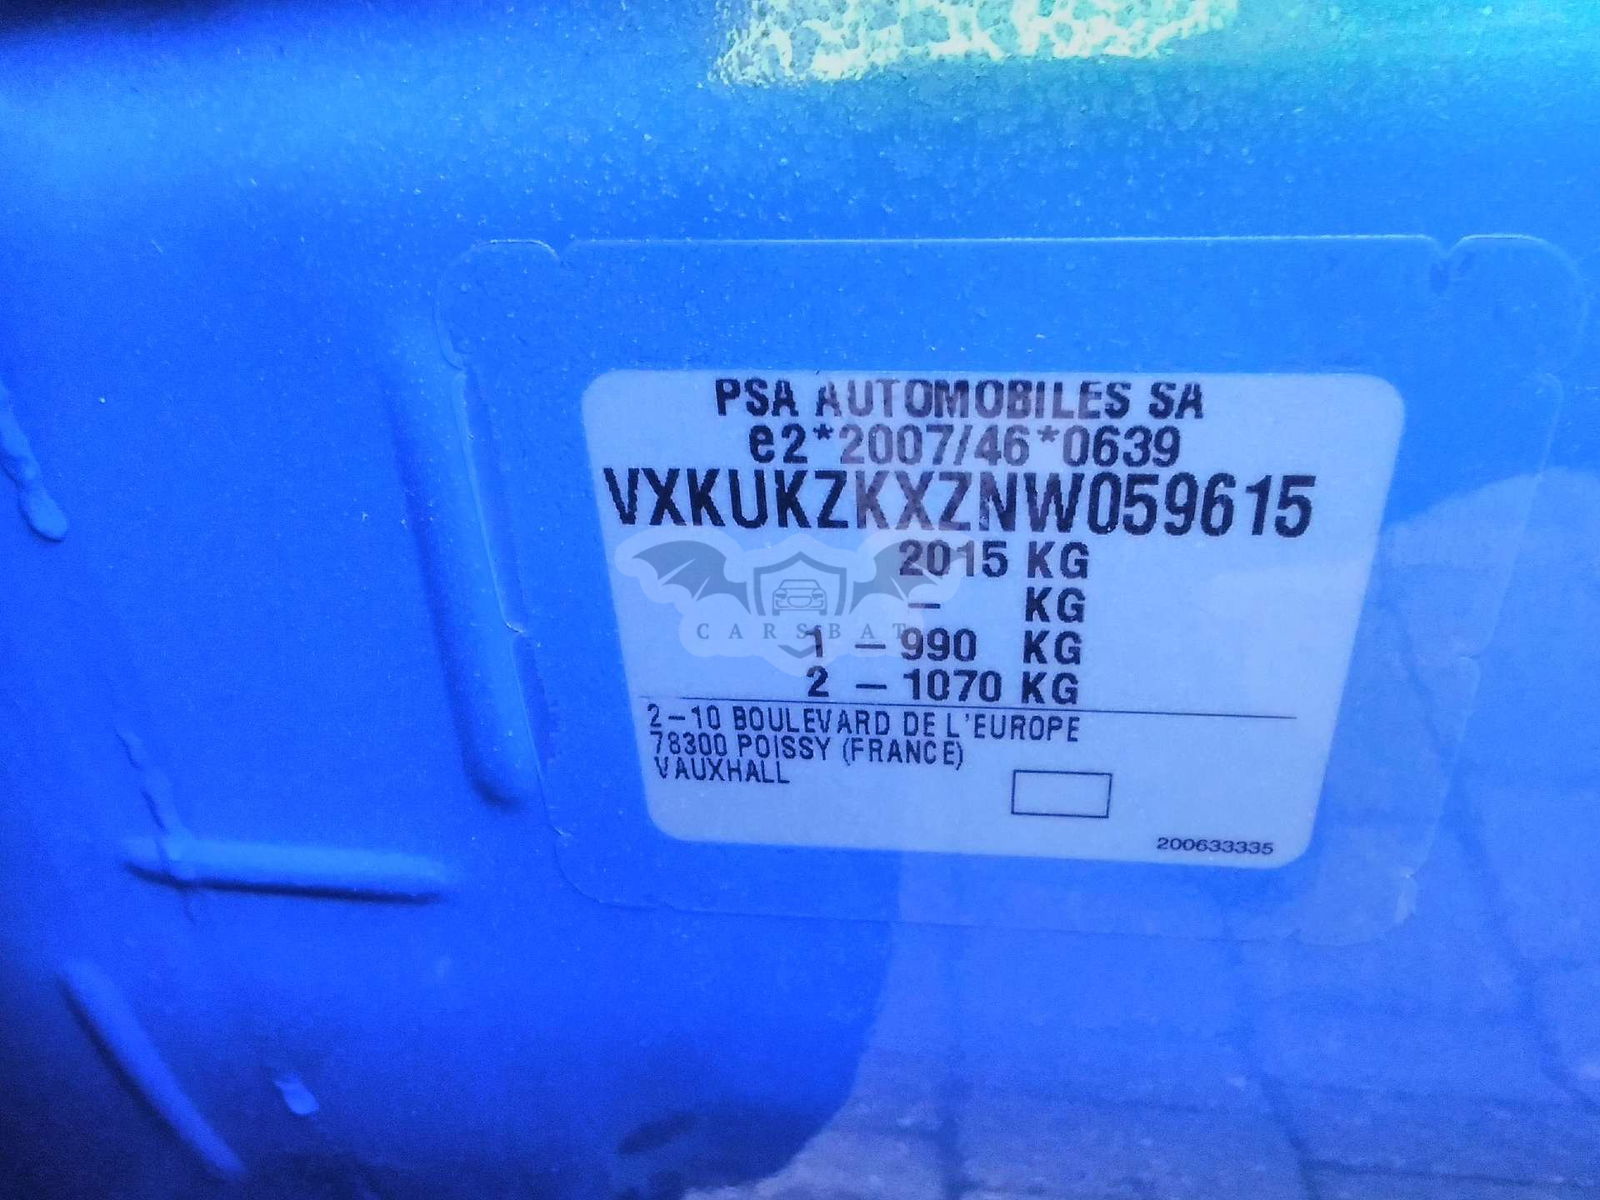 PSA AUTOMOBILES SA
e2*2007/46*0639
VXKUKZKXZNW059615
2015 KG
– KG
1 – 990 KG
2 – 1070 KG
2–10 BOULEVARD DE L'EUROPE
78300 POISSY (FRANCE)
VAUXHALL
200633335
CARSBAT